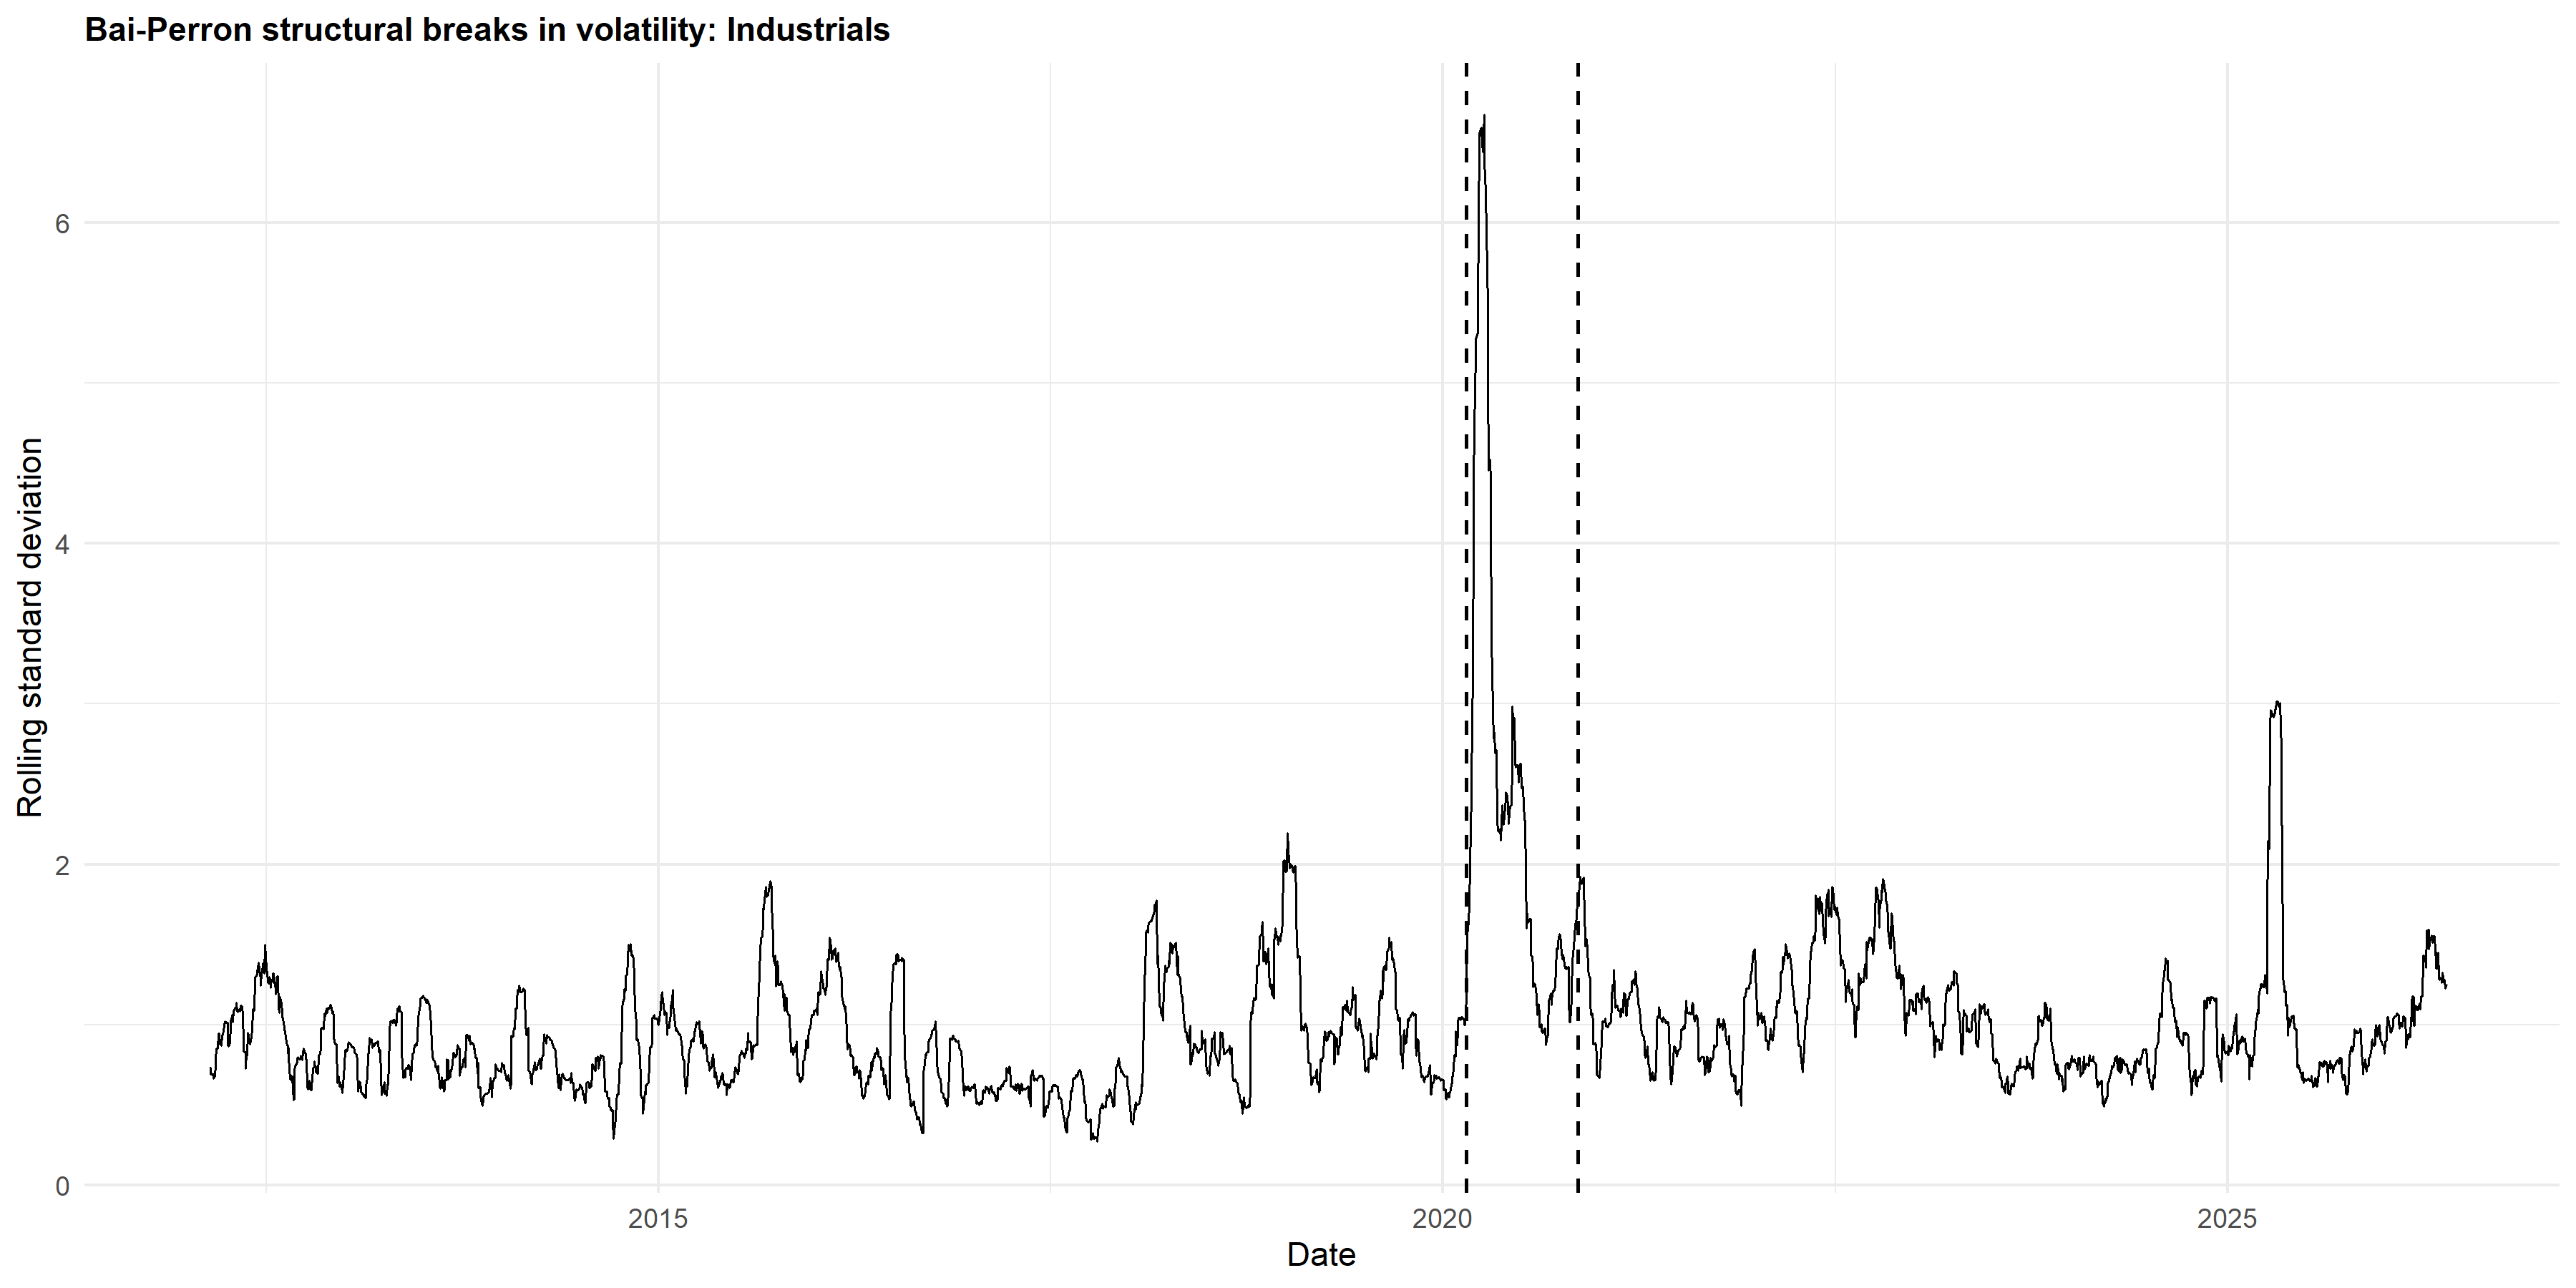 Bai-Perron structural breaks in volatility: Industrials
Rolling standard deviation
6
4
2
0
2015
2020
2025
Date